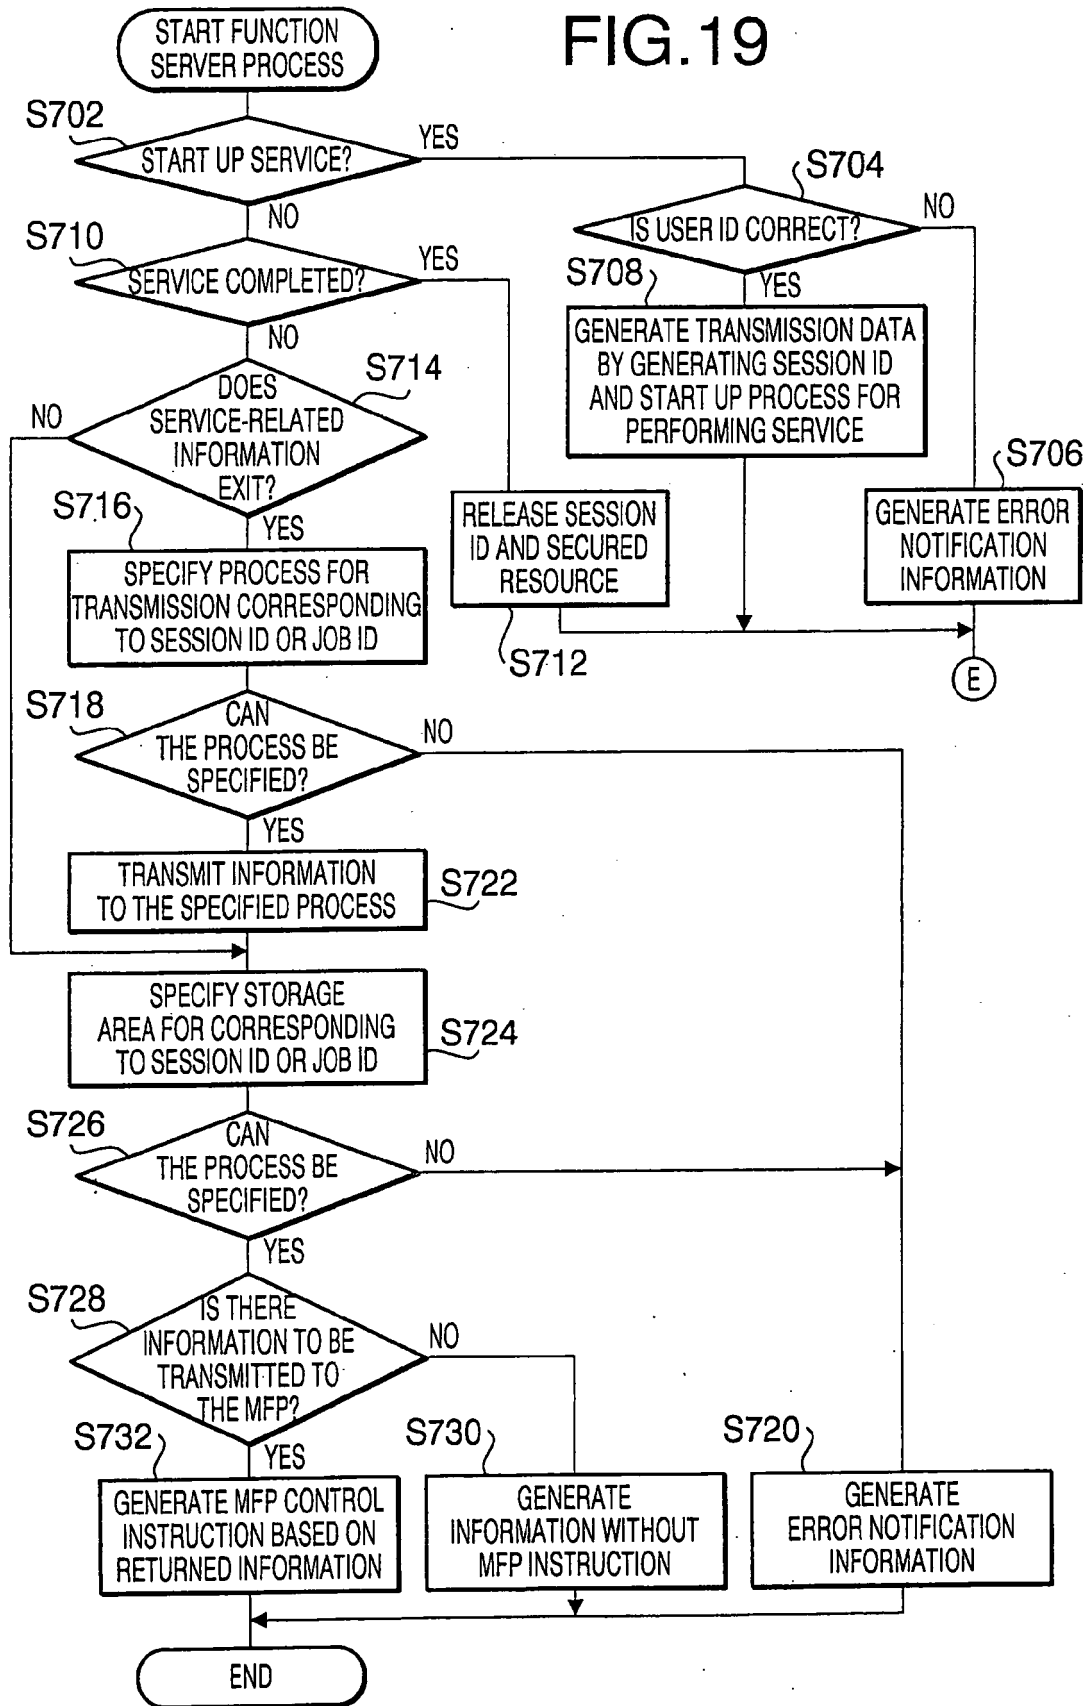 FIG.19
START FUNCTION
SERVER PROCESS
S702
START UP SERVICE?
YES
NO
S704
IS USER ID CORRECT?
NO
YES
S710
SERVICE COMPLETED?
YES
NO
S708
GENERATE TRANSMISSION DATA
BY GENERATING SESSION ID
AND START UP PROCESS FOR
PERFORMING SERVICE
S714
DOES
SERVICE-RELATED
INFORMATION
EXIT?
NO
YES
S706
GENERATE ERROR
NOTIFICATION
INFORMATION
RELEASE SESSION
ID AND SECURED
RESOURCE
S712
E
S716
SPECIFY PROCESS FOR
TRANSMISSION CORRESPONDING
TO SESSION ID OR JOB ID
S718
CAN
THE PROCESS BE
SPECIFIED?
NO
YES
TRANSMIT INFORMATION
TO THE SPECIFIED PROCESS
S722
SPECIFY STORAGE
AREA FOR CORRESPONDING
TO SESSION ID OR JOB ID
S724
S726
CAN
THE PROCESS BE
SPECIFIED?
NO
YES
S728
IS THERE
INFORMATION TO BE
TRANSMITTED TO
THE MFP?
NO
YES
S732
GENERATE MFP CONTROL
INSTRUCTION BASED ON
RETURNED INFORMATION
S730
GENERATE
INFORMATION WITHOUT
MFP INSTRUCTION
S720
GENERATE
ERROR NOTIFICATION
INFORMATION
END